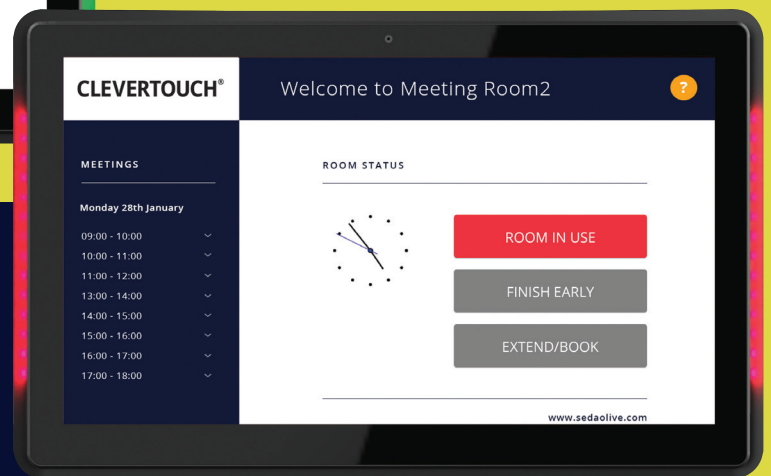 CLEVERTOUCH®
Welcome to Meeting Room2
?
MEETINGS
Monday 28th January
09:00 - 10:00
10:00 - 11:00
11:00 - 12:00
13:00 - 14:00
14:00 - 15:00
15:00 - 16:00
16:00 - 17:00
17:00 - 18:00
ROOM STATUS
ROOM IN USE
FINISH EARLY
EXTEND/BOOK
www.sedaolive.com